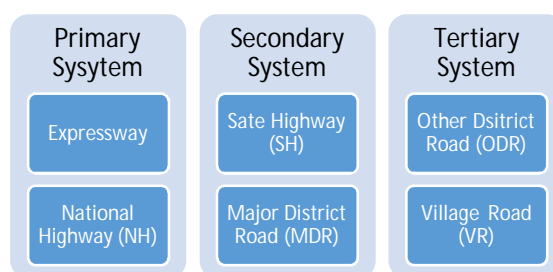 Primary
Sysytem
Expressway
National
Highway (NH)
Secondary
System
Sate Highway
(SH)
Major District
Road (MDR)
Tertiary
System
Other Dsitrict
Road (ODR)
Village Road
(VR)